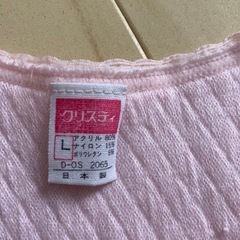 クリスティ
L
アクリル 80%
ナイロン 15%
ポリウレタン 5%
D-OS 2065
日本製